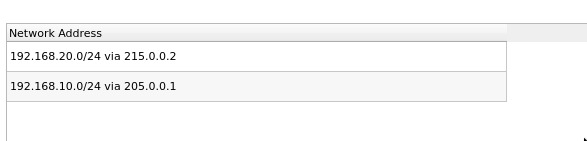 Network Address
192.168.20.0/24 via 215.0.0.2
192.168.10.0/24 via 205.0.0.1